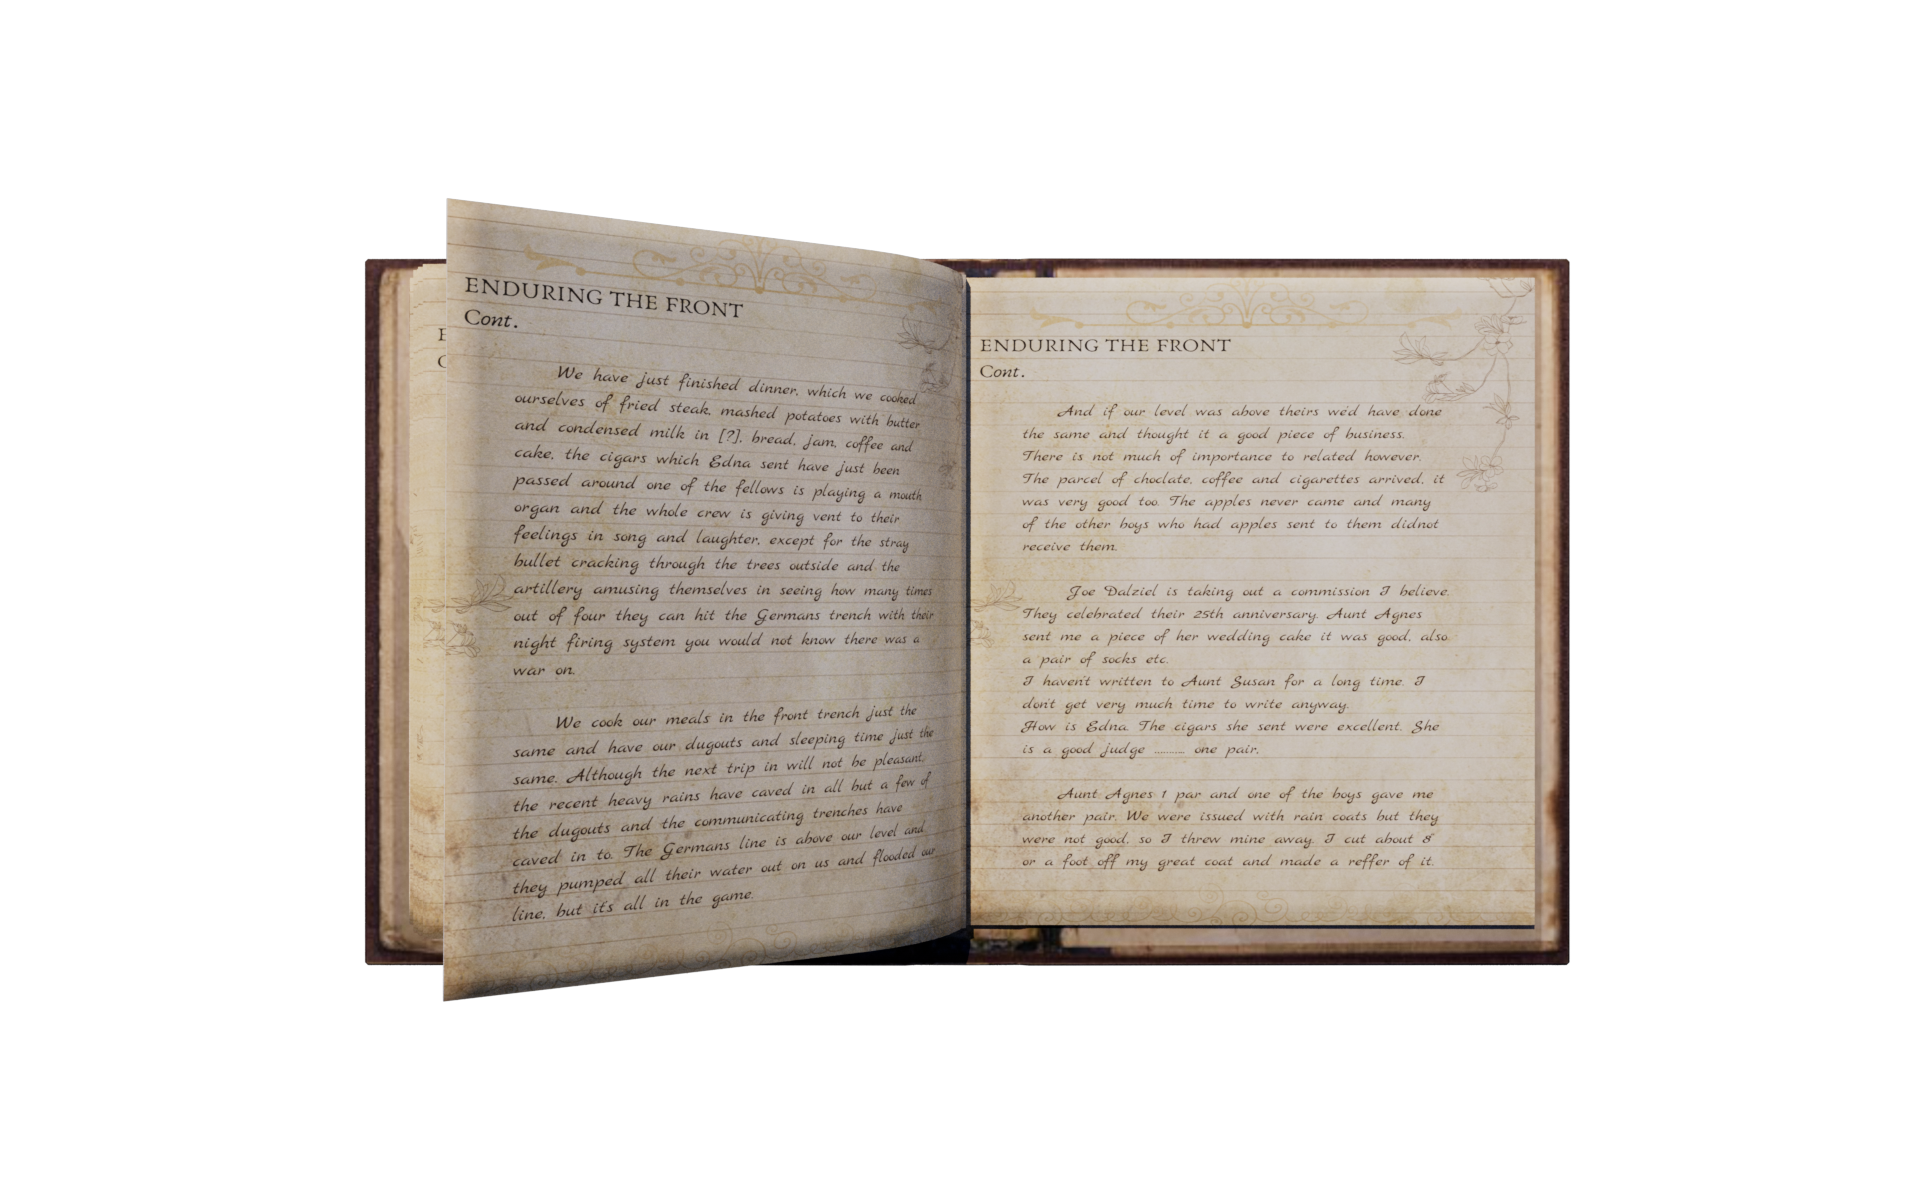 E
C
ENDURING THE FRONT
Cont.
We have just finished dinner, which we cooked
ourselves of fried steak, mashed potatoes with butter
and condensed milk in [?], bread, jam, coffee and
cake, the cigars which Edna sent have just been
passed around one of the fellows is playing a mouth
organ and the whole crew is giving vent to their
feelings in song and laughter, except for the stray
bullet cracking through the trees outside and the
artillery amusing themselves in seeing how many times
out of four they can hit the Germans trench with their
night firing system you would not know there was a
war on.
We cook our meals in the front trench just the
same and have our dugouts and sleeping time just the
same. Although the next trip in will not be pleasant,
the recent heavy rains have caved in all but a few of
the dugouts and the communicating trenches have
caved in to. The Germans line is above our level and
they pumped all their water out on us and flooded our
line, but it's all in the game.
ENDURING THE FRONT
Cont.
And if our level was above theirs we'd have done
the same and thought it a good piece of business.
There is not much of importance to related however.
The parcel of choclate, coffee and cigarettes arrived, it
was very good too. The apples never came and many
of the other boys who had apples sent to them didnot
receive them.
Joe Dalziel is taking out a commission I believe.
They celebrated their 25th anniversary. Aunt Agnes
sent me a piece of her wedding cake it was good, also
a pair of socks etc.
I haven't written to Aunt Susan for a long time. I
don't get very much time to write anyway.
How is Edna. The cigars she sent were excellent. She
is a good judge .......... one pair,
Aunt Agnes 1 par and one of the boys gave me
another pair. We were issued with rain coats but they
were not good, so I threw mine away. I cut about 8"
or a foot off my great coat and made a reffer of it.